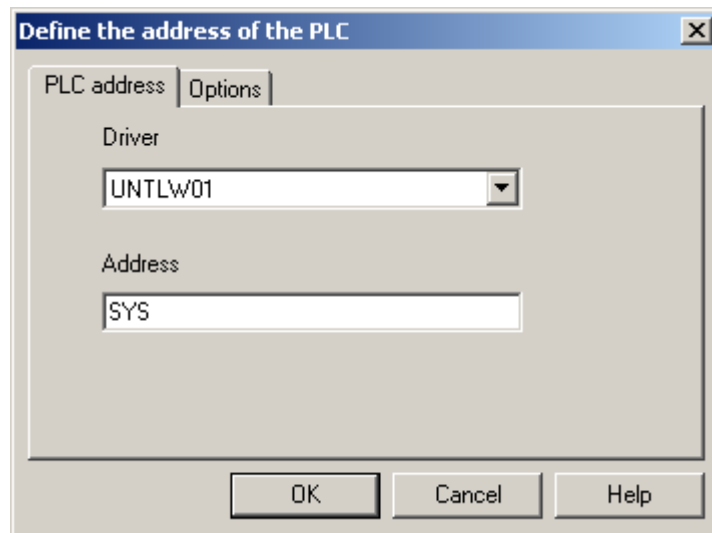 Define the address of the PLC
PLC address Options
Driver
UNTLW01
Address
SYS
OK Cancel Help